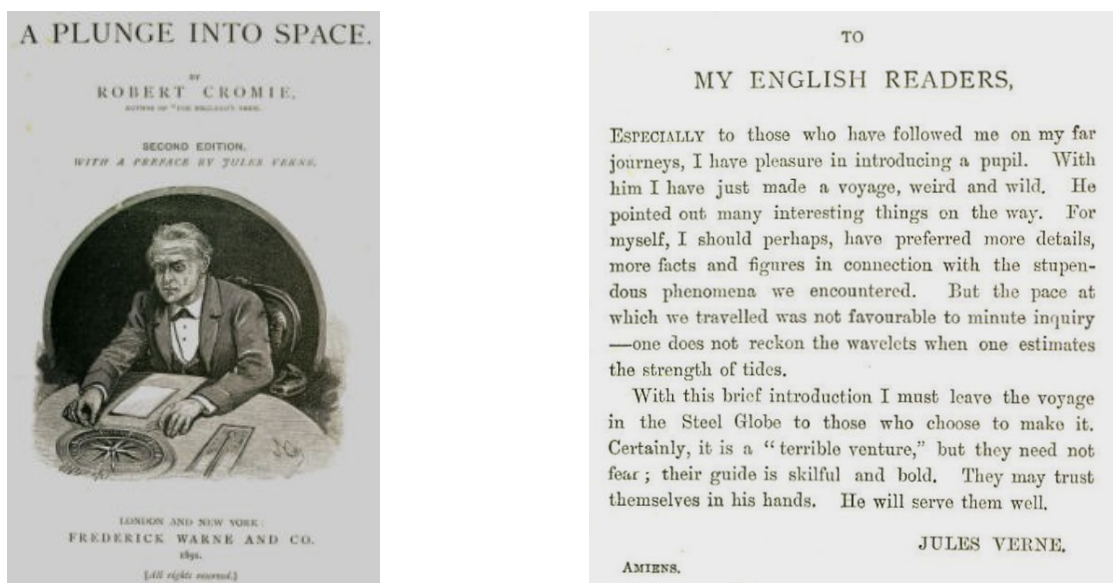 A PLUNGE INTO SPACE.
BY
ROBERT CROMIE,
AUTHOR OF "FOR ENGLAND'S SAKE.
SECOND EDITION.
WITH A PREFACE BY JULES VERNE.
LONDON AND NEW YORK:
FREDERICK WARNE AND CO.
1891.
[All rights reserved.]
TO
MY ENGLISH READERS,
ESPECIALLY to those who have followed me on my far
journeys, I have pleasure in introducing a pupil. With
him I have just made a voyage, weird and wild. He
pointed out many interesting things on the way. For
myself, I should perhaps, have preferred more details,
more facts and figures in connection with the stupen-
dous phenomena we encountered. But the pace at
which we travelled was not favourable to minute inquiry
—one does not reckon the wavelets when one estimates
the strength of tides.
With this brief introduction I must leave the voyage
in the Steel Globe to those who choose to make it.
Certainly, it is a "terrible venture," but they need not
fear; their guide is skilful and bold. They may trust
themselves in his hands. He will serve them well.
JULES VERNE.
AMIENS.